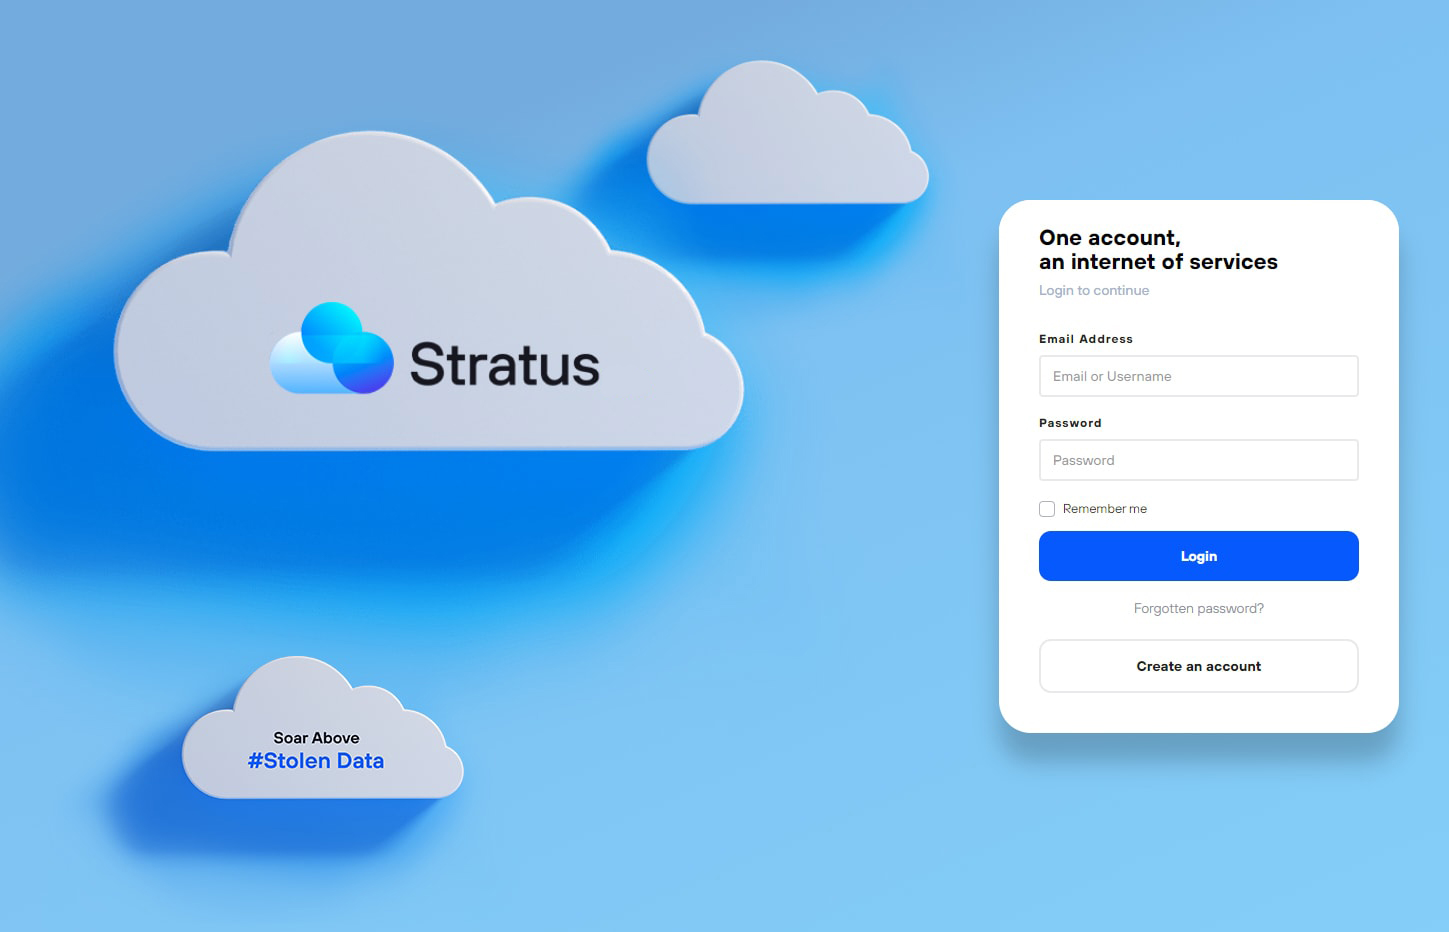 Stratus
Soar Above
#Stolen Data
One account,
an internet of services
Login to continue
Email Address
Email or Username
Password
Password
Remember me
Login
Forgotten password?
Create an account